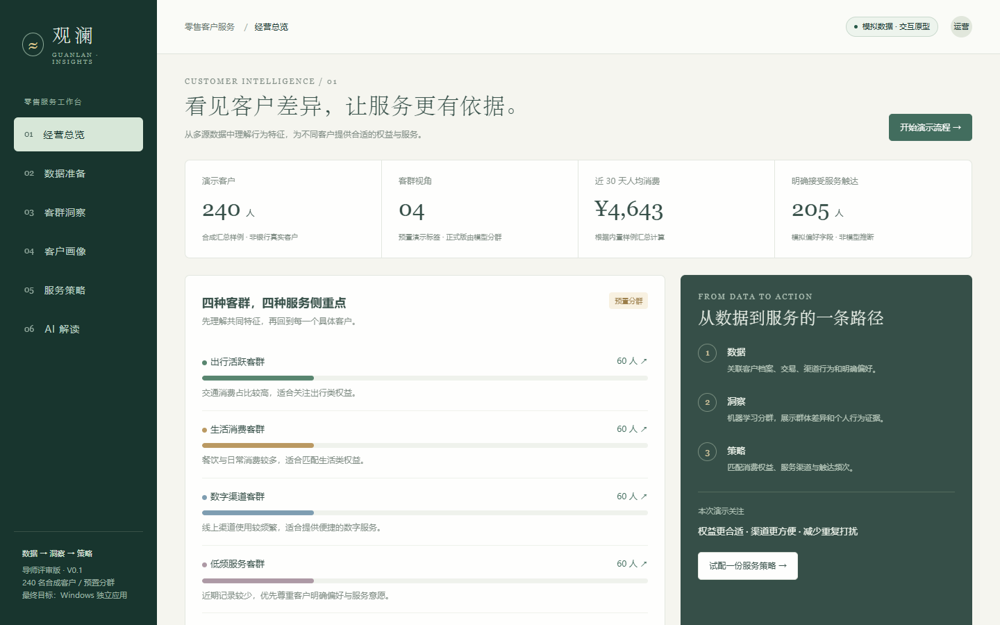 观澜
GUANLAN ·
INSIGHTS
零售服务工作台
01 经营总览
02 数据准备
03 客群洞察
04 客户画像
05 服务策略
06 AI 解读
数据 → 洞察 → 策略
导师评审版 · V0.1
240 名合成客户 / 预置分群
最终目标：Windows 独立应用
零售客户服务 / 经营总览
模拟数据 · 交互原型
运营
CUSTOMER INTELLIGENCE / 01
看见客户差异，让服务更有依据。
从多源数据中理解行为特征，为不同客户提供合适的权益与服务。
开始演示流程 →
演示客户
240 人
合成汇总样例 · 非银行真实客户
客群视角
04
预置演示标签 · 正式版由模型分群
近 30 天人均消费
¥4,643
根据内置样例汇总计算
明确接受服务触达
205 人
模拟偏好字段 · 非模型推断
四种客群，四种服务侧重点
预置分群
先理解共同特征，再回到每一个具体客户。
出行活跃客群
60 人 ↗
交通消费占比较高，适合关注出行类权益。
生活消费客群
60 人 ↗
餐饮与日常消费较多，适合匹配生活类权益。
数字渠道客群
60 人 ↗
线上渠道使用较频繁，适合提供便捷的数字服务。
低频服务客群
60 人 ↗
近期记录较少，优先尊重客户明确偏好与服务意愿。
FROM DATA TO ACTION
从数据到服务的一条路径
1 数据
关联客户档案、交易、渠道行为和明确偏好。
2 洞察
机器学习分群，展示群体差异和个人行为证据。
3 策略
匹配消费权益、服务渠道与触达频次。
本次演示关注
权益更合适 · 渠道更方便 · 减少重复打扰
试配一份服务策略 →